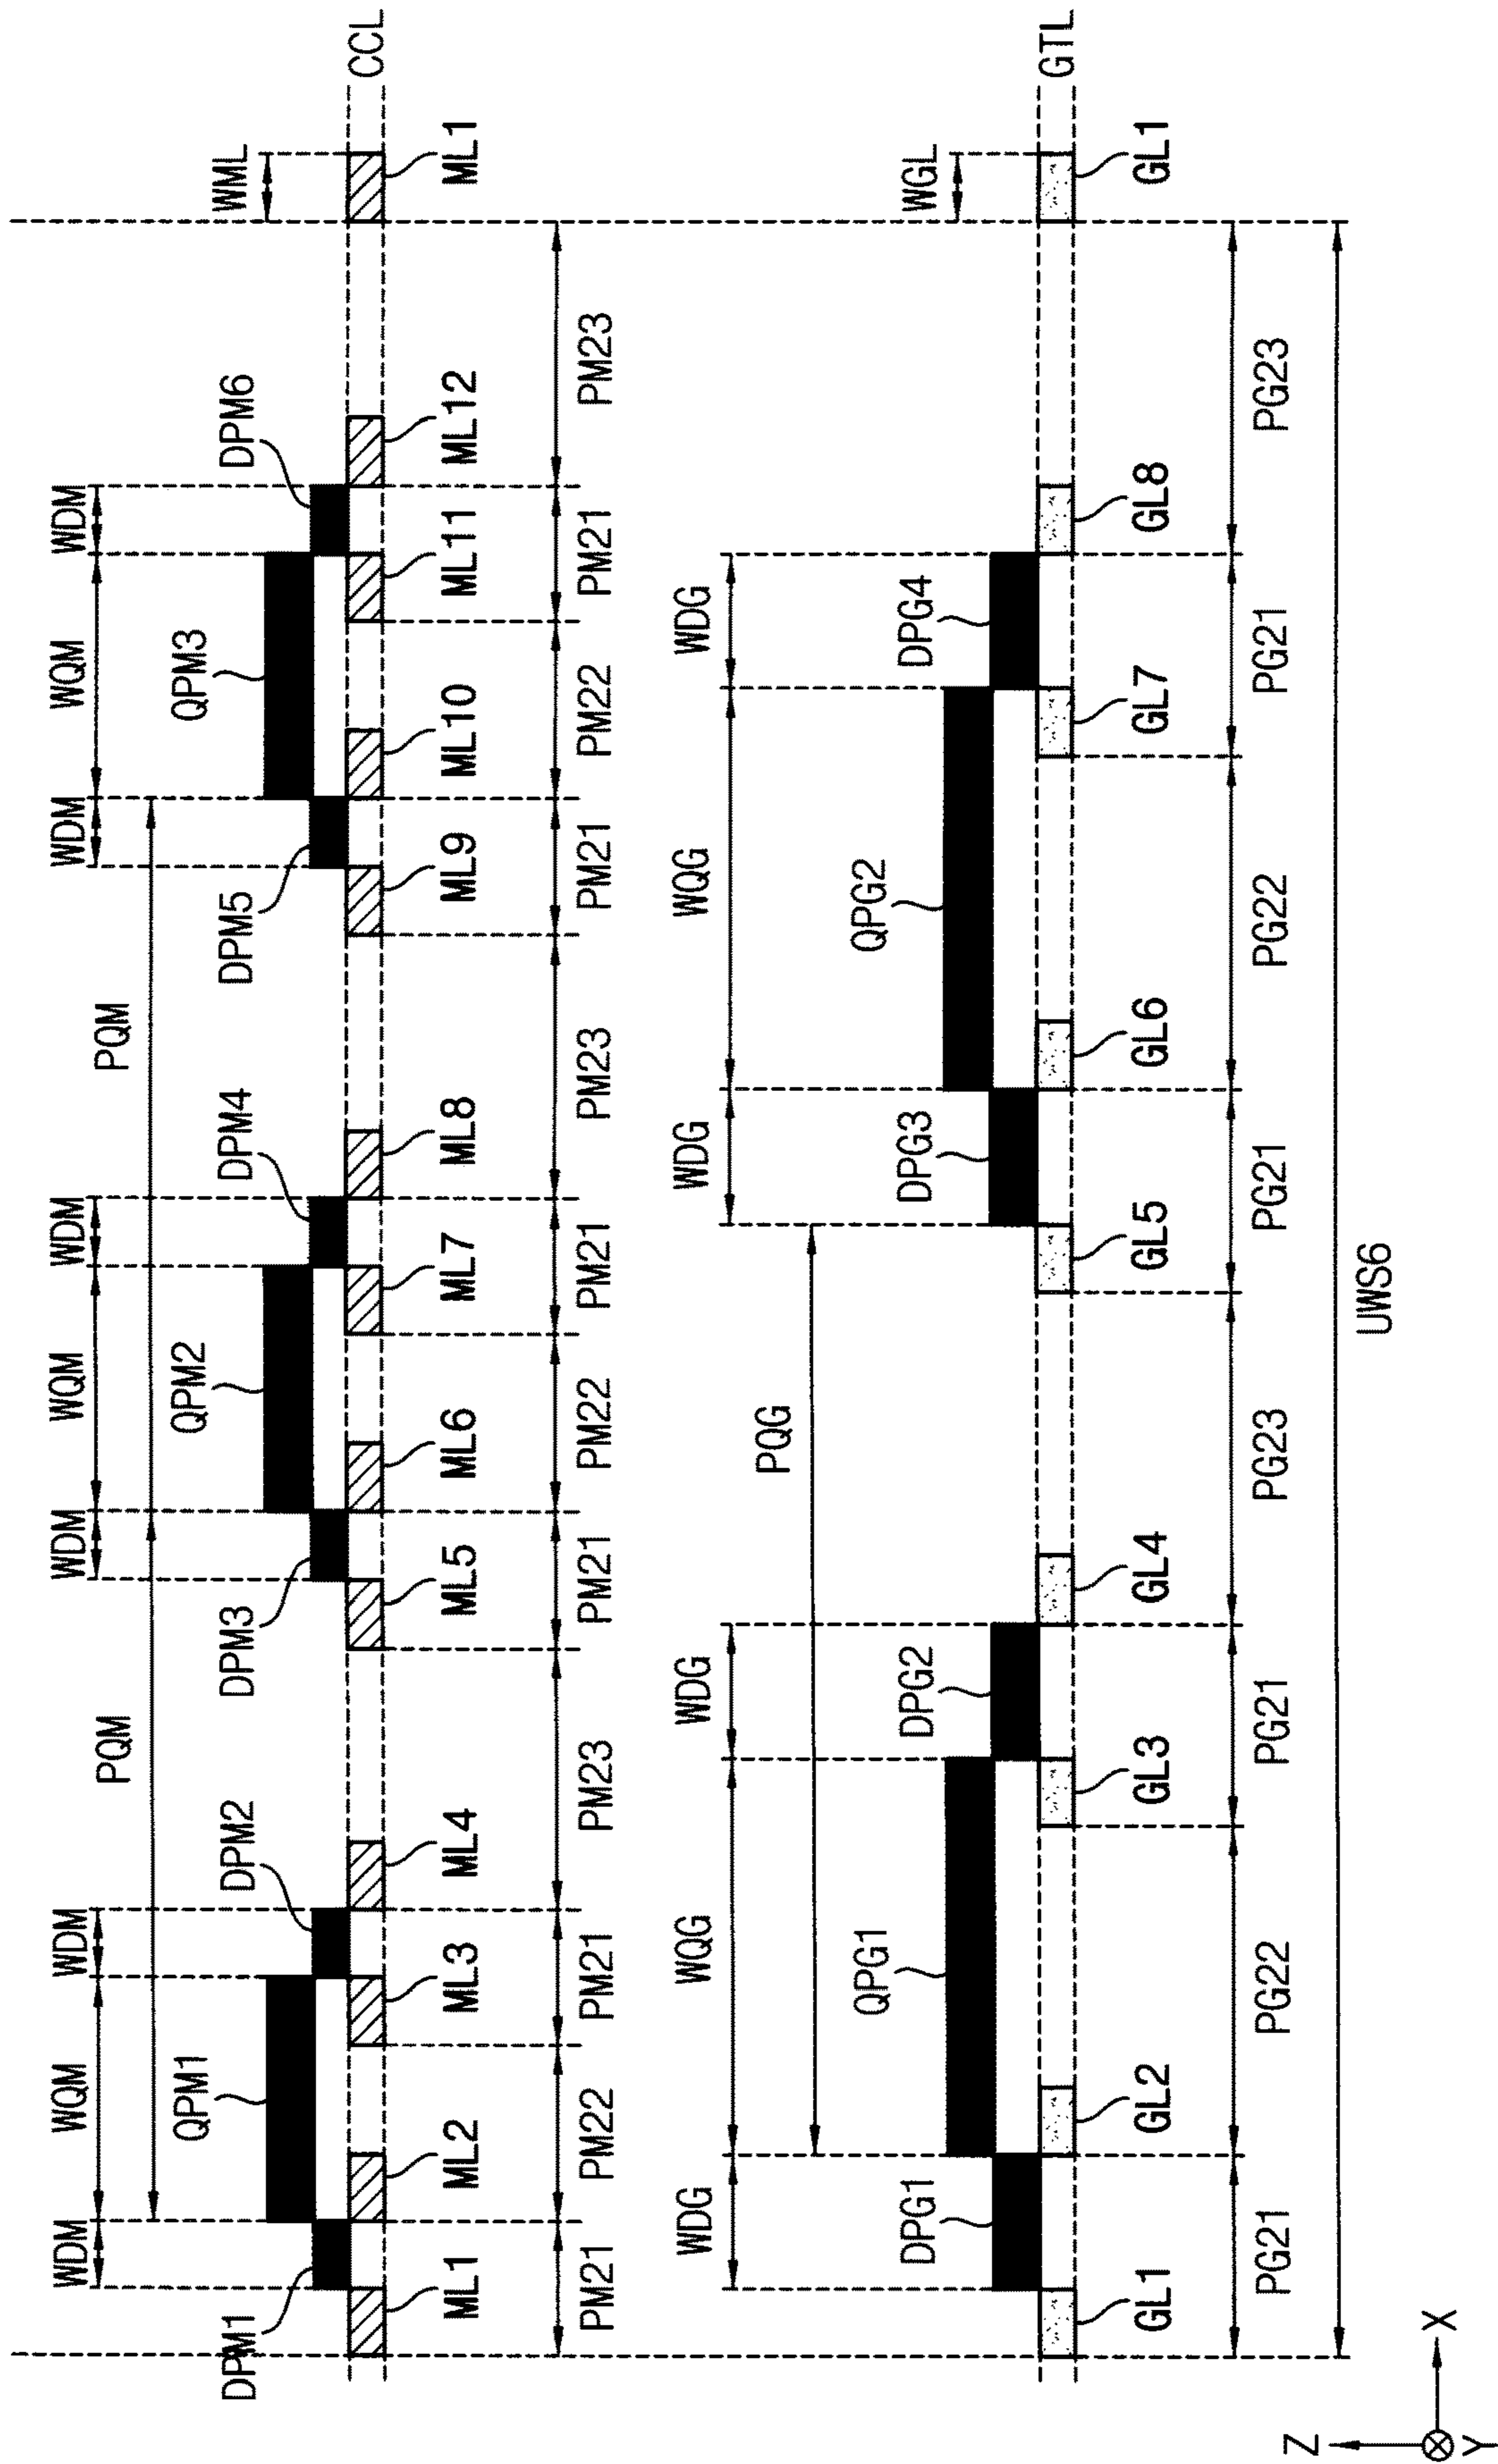 WDM WQM WDM WDM WQM WDM WDM WQM WDM
PQM PQM
WML
DPM1 QPM1 DPM2 DPM3 QPM2 DPM4 DPM5 QPM3 DPM6
CCL
ML1 ML2 ML3 ML4 ML5 ML6 ML7 ML8 ML9 ML10 ML11 ML12 ML1
PM21 PM22 PM21 PM23 PM21 PM22 PM21 PM23 PM21 PM22 PM21 PM23
WDG WQG WDG WDG WQG WDG
PQG
WGL
DPG1 QPG1 DPG2 DPG3 QPG2 DPG4
GTL
GL1 GL2 GL3 GL4 GL5 GL6 GL7 GL8 GL1
PG21 PG22 PG21 PG23 PG21 PG22 PG21 PG23
UWS6
Z
X
Y